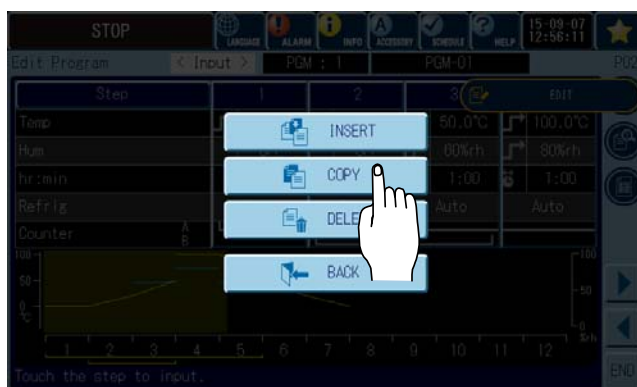 STOP LANGUAGE ALARM INFO ACCESSORY SCHEDULE HELP 15-09-07 12:56:11
Edit Program < Input > PGM : 1 PGM-01
Step 1 2 3 EDIT
INSERT
Temp 50.0°C 100.0°C
Hum 60%rh 80%rh
COPY
hr:min 1:00 1:00
Refrig Auto Auto
DELE
Counter A
B
100 100
BACK
50 50
0 0
°C %rh
1 2 3 4 5 6 7 8 9 10 11 12
Touch the step to input. END